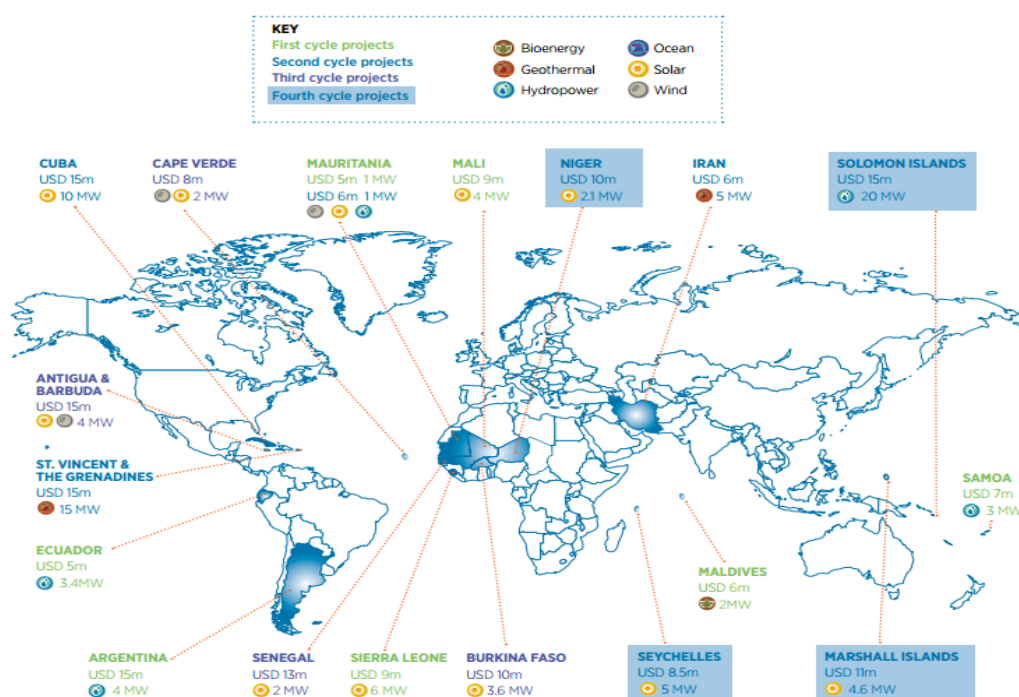 KEY
First cycle projects
Second cycle projects
Third cycle projects
Fourth cycle projects
Bioenergy
Geothermal
Hydropower
Ocean
Solar
Wind
CUBA
USD 15m
10 MW
CAPE VERDE
USD 8m
2 MW
MAURITANIA
USD 5m 1 MW
USD 6m 1 MW
MALI
USD 9m
4 MW
NIGER
USD 10m
2.1 MW
IRAN
USD 6m
5 MW
SOLOMON ISLANDS
USD 15m
20 MW
ANTIGUA &
BARBUDA
USD 15m
4 MW
ST. VINCENT &
THE GRENADINES
USD 15m
15 MW
ECUADOR
USD 5m
3.4MW
SAMOA
USD 7m
3 MW
MALDIVES
USD 6m
2MW
ARGENTINA
USD 15m
4 MW
SENEGAL
USD 13m
2 MW
SIERRA LEONE
USD 9m
6 MW
BURKINA FASO
USD 10m
3.6 MW
SEYCHELLES
USD 8.5m
5 MW
MARSHALL ISLANDS
USD 11m
4.6 MW